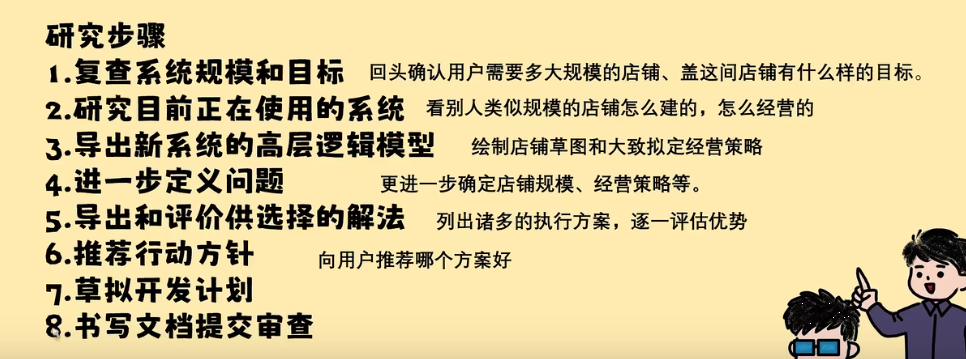 研究步骤
1.复查系统规模和目标 回头确认用户需要多大规模的店铺、盖这间店铺有什么样的目标。
2.研究目前正在使用的系统 看别人类似规模的店铺怎么建的，怎么经营的
3.导出新系统的高层逻辑模型 绘制店铺草图和大致拟定经营策略
4.进一步定义问题 更进一步确定店铺规模、经营策略等。
5.导出和评价供选择的解法 列出诸多的执行方案，逐一评估优势
6.推荐行动方针 向用户推荐哪个方案好
7.草拟开发计划
8.书写文档提交审查